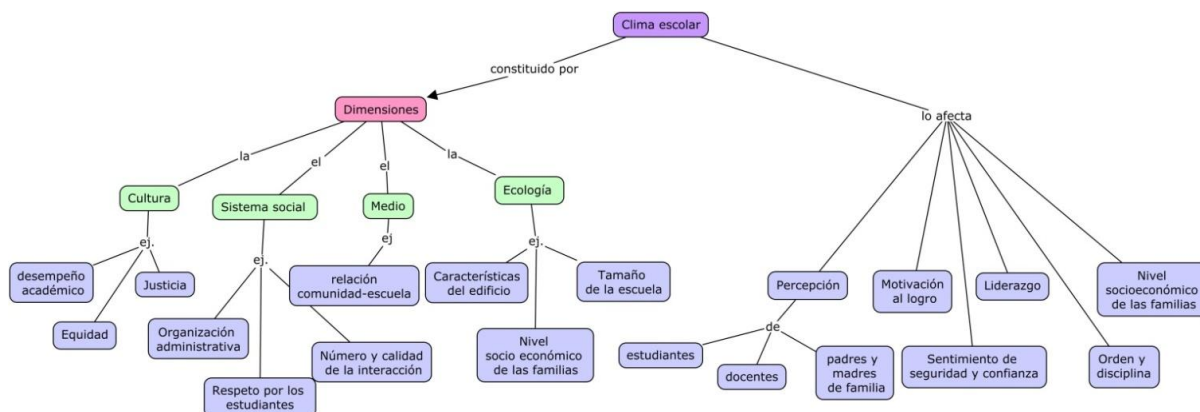 Clima escolar
constituido por
Dimensiones
lo afecta
la
el
el
la
Cultura
Sistema social
Medio
Ecología
ej.
ej.
ej
ej.
desempeño
académico
Equidad
Justicia
Organización
administrativa
Respeto por los
estudiantes
Número y calidad
de la interacción
relación
comunidad-escuela
Características
del edificio
Nivel
socio económico
de las familias
Tamaño
de la escuela
Percepción
de
estudiantes
docentes
padres y
madres
de familia
Motivación
al logro
Sentimiento de
seguridad y confianza
Liderazgo
Orden y
disciplina
Nivel
socioeconómico
de las familias